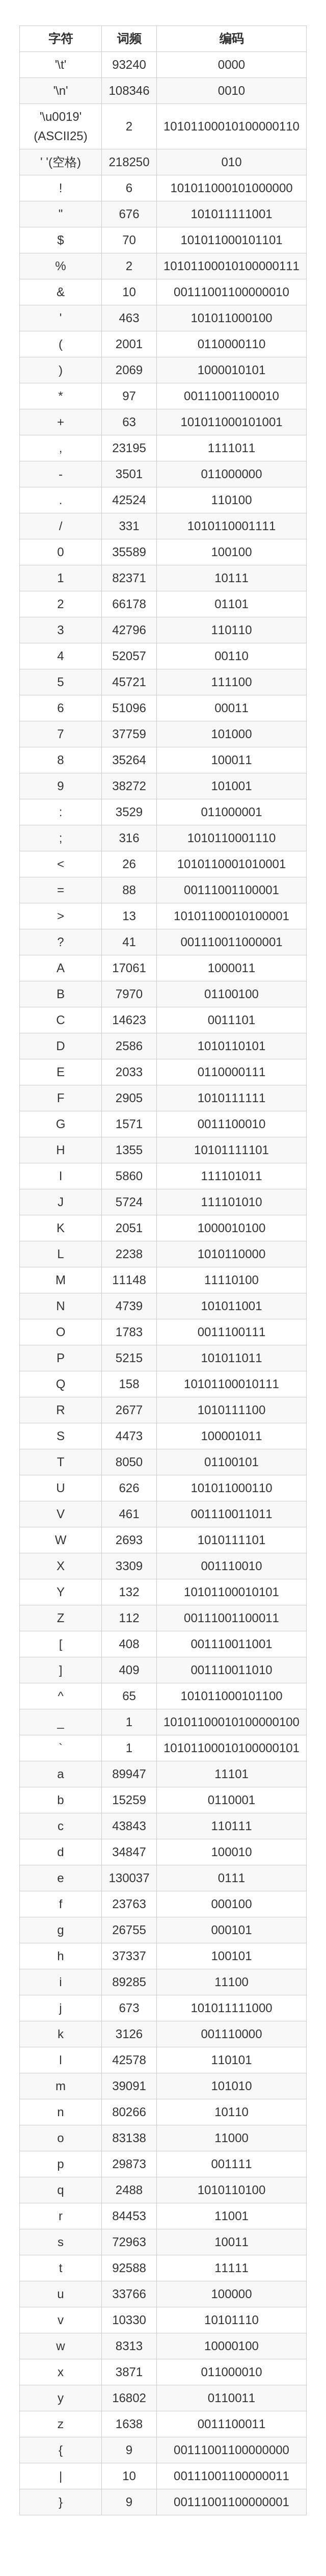 字符 词频 编码
'\t' 93240 0000
'\n' 108346 0010
'\u0019'
(ASCII25) 2 10101100010100000110
' '(空格) 218250 010
! 6 101011000101000000
" 676 101011111001
$ 70 101011000101101
% 2 10101100010100000111
& 10 00111001100000010
' 463 101011000100
( 2001 0110000110
) 2069 1000010101
* 97 00111001100010
+ 63 101011000101001
, 23195 1111011
- 3501 011000000
. 42524 110100
/ 331 1010110001111
0 35589 100100
1 82371 10111
2 66178 01101
3 42796 110110
4 52057 00110
5 45721 111100
6 51096 00011
7 37759 101000
8 35264 100011
9 38272 101001
: 3529 011000001
; 316 1010110001110
< 26 1010110001010001
= 88 00111001100001
> 13 10101100010100001
? 41 001110011000001
A 17061 1000011
B 7970 01100100
C 14623 0011101
D 2586 1010110101
E 2033 0110000111
F 2905 1010111111
G 1571 0011100010
H 1355 10101111101
I 5860 111101011
J 5724 111101010
K 2051 1000010100
L 2238 1010110000
M 11148 11110100
N 4739 101011001
O 1783 0011100111
P 5215 101011011
Q 158 10101100010111
R 2677 1010111100
S 4473 100001011
T 8050 01100101
U 626 101011000110
V 461 001110011011
W 2693 1010111101
X 3309 001110010
Y 132 10101100010101
Z 112 00111001100011
[ 408 001110011001
] 409 001110011010
^ 65 101011000101100
_ 1 10101100010100000100
` 1 10101100010100000101
a 89947 11101
b 15259 0110001
c 43843 110111
d 34847 100010
e 130037 0111
f 23763 000100
g 26755 000101
h 37337 100101
i 89285 11100
j 673 101011111000
k 3126 001110000
l 42578 110101
m 39091 101010
n 80266 10110
o 83138 11000
p 29873 001111
q 2488 1010110100
r 84453 11001
s 72963 10011
t 92588 11111
u 33766 100000
v 10330 10101110
w 8313 10000100
x 3871 011000010
y 16802 0110011
z 1638 0011100011
{ 9 00111001100000000
| 10 00111001100000011
} 9 00111001100000001